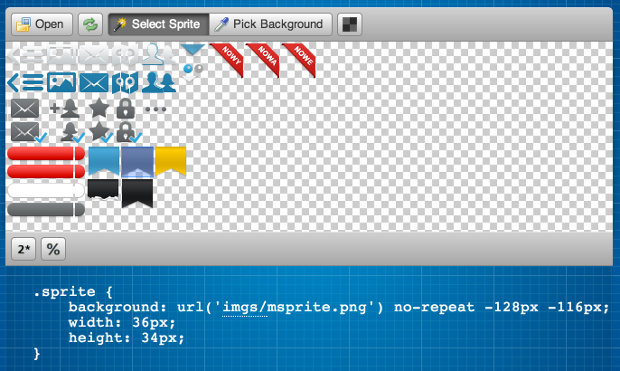 Open
Select Sprite
Pick Background
NOWY
NOWA
NOWE
2*
%
.sprite {
background: url('imgs/msprite.png') no-repeat -128px -116px;
width: 36px;
height: 34px;
}